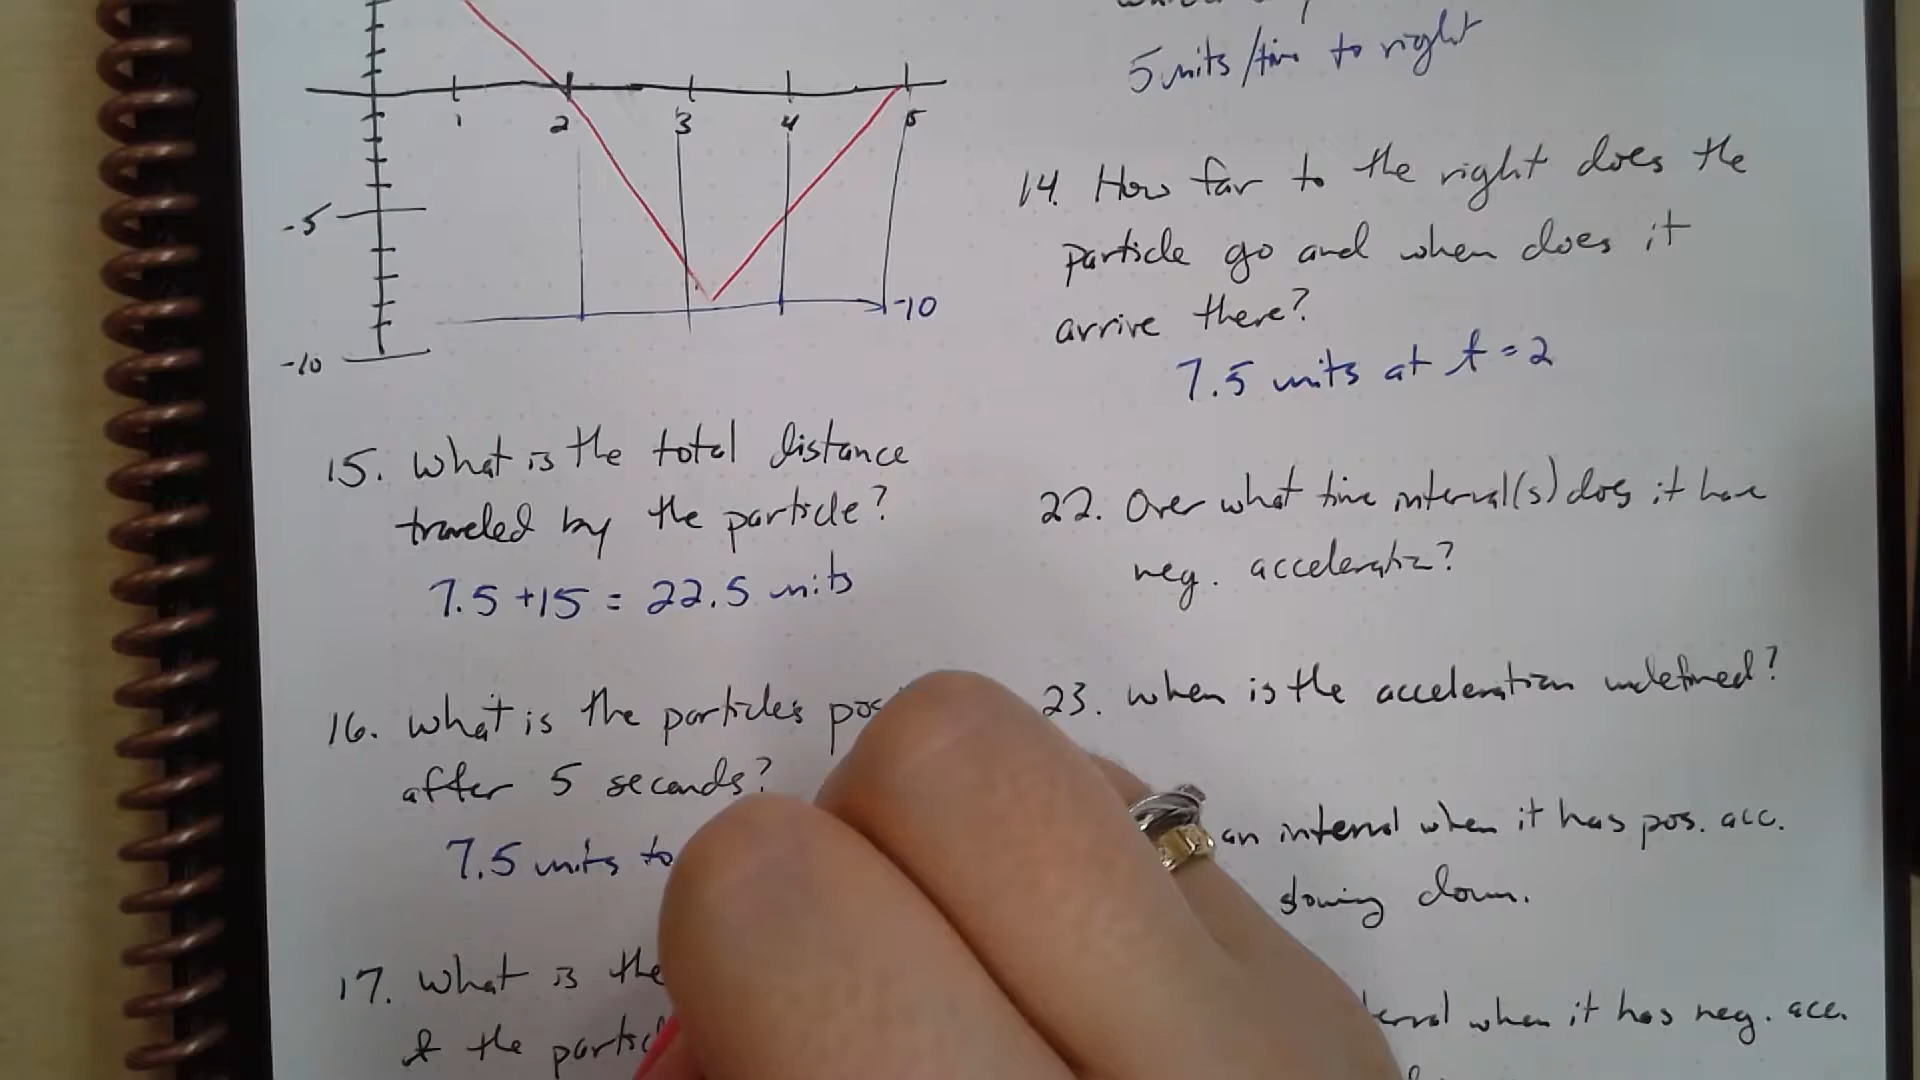 5 units/time to right
1 2 3 4 5
-5
-10
-10
14. How far to the right does the
particle go and when does it
arrive there?
7.5 units at t = 2
15. What is the total distance
traveled by the particle?
7.5 + 15 = 22.5 units
16. What is the particle's pos
after 5 seconds?
7.5 units to
17. What is the
of the partic
22. Over what time interval(s) does it have
neg. acceleration?
23. When is the acceleration undefined?
an interval when it has pos. acc.
slowing down.
erval when it has neg. acc.